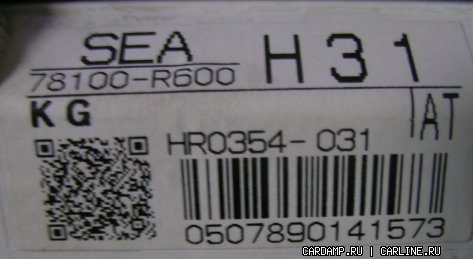 SEA H31
78100-R600
KG AT
HR0354-031
0507890141573
CARDAMP.RU | CARLINE.RU